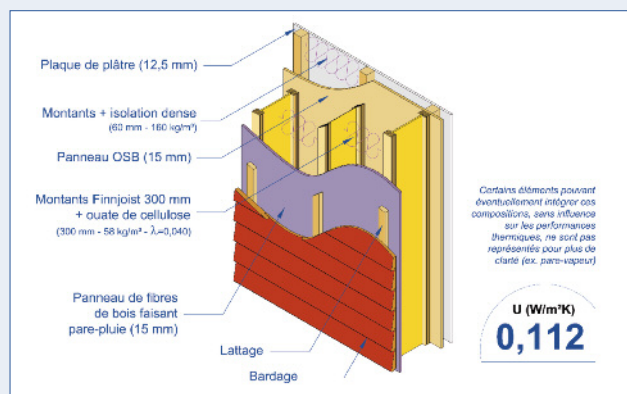 Plaque de plâtre (12,5 mm)
Montants + isolation dense
(60 mm - 160 kg/m³)
Panneau OSB (15 mm)
Montants Finnjoist 300 mm
+ ouate de cellulose
(300 mm - 58 kg/m³ - λ=0,040)
Panneau de fibres
de bois faisant
pare-pluie (15 mm)
Lattage
Bardage
Certains éléments pouvant
éventuellement intégrer ces
compositions, sans influence
sur les performances
thermiques, ne sont pas
représentés pour plus de
clarté (ex. pare-vapeur)
U (W/m²K)
0,112